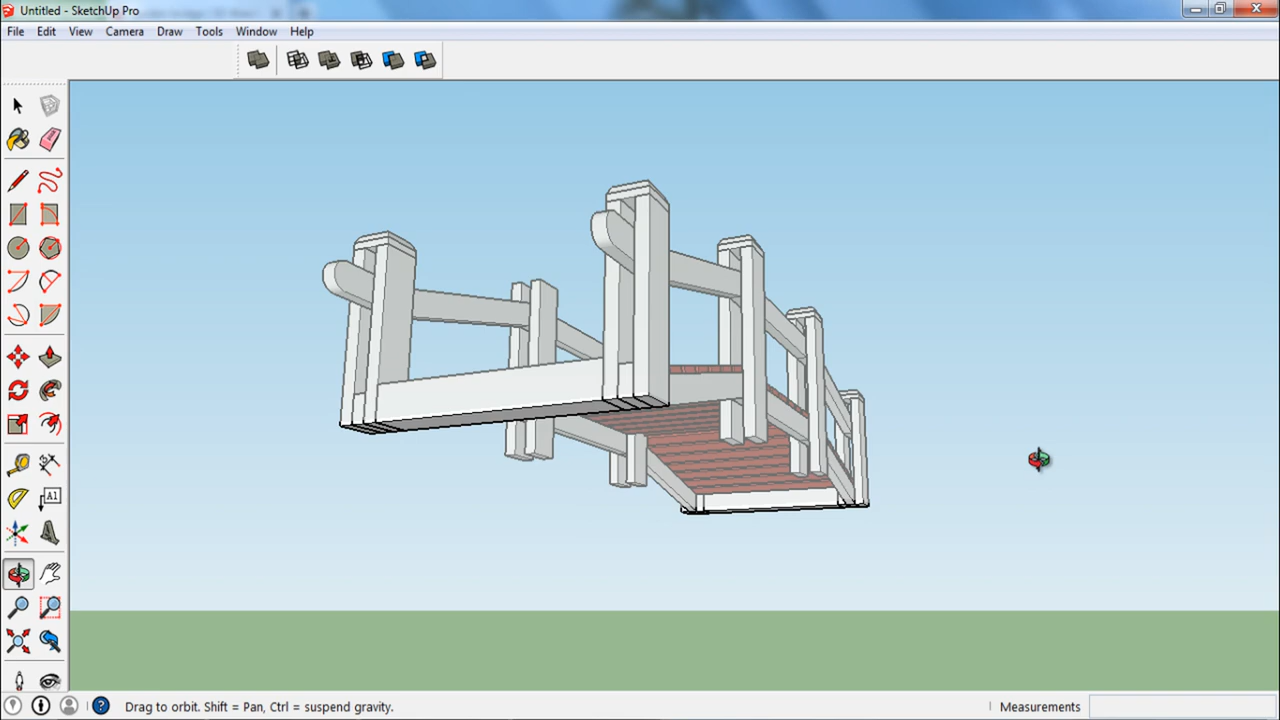 Untitled - SketchUp Pro
File Edit View Camera Draw Tools Window Help
A1
Drag to orbit. Shift = Pan, Ctrl = suspend gravity.
Measurements